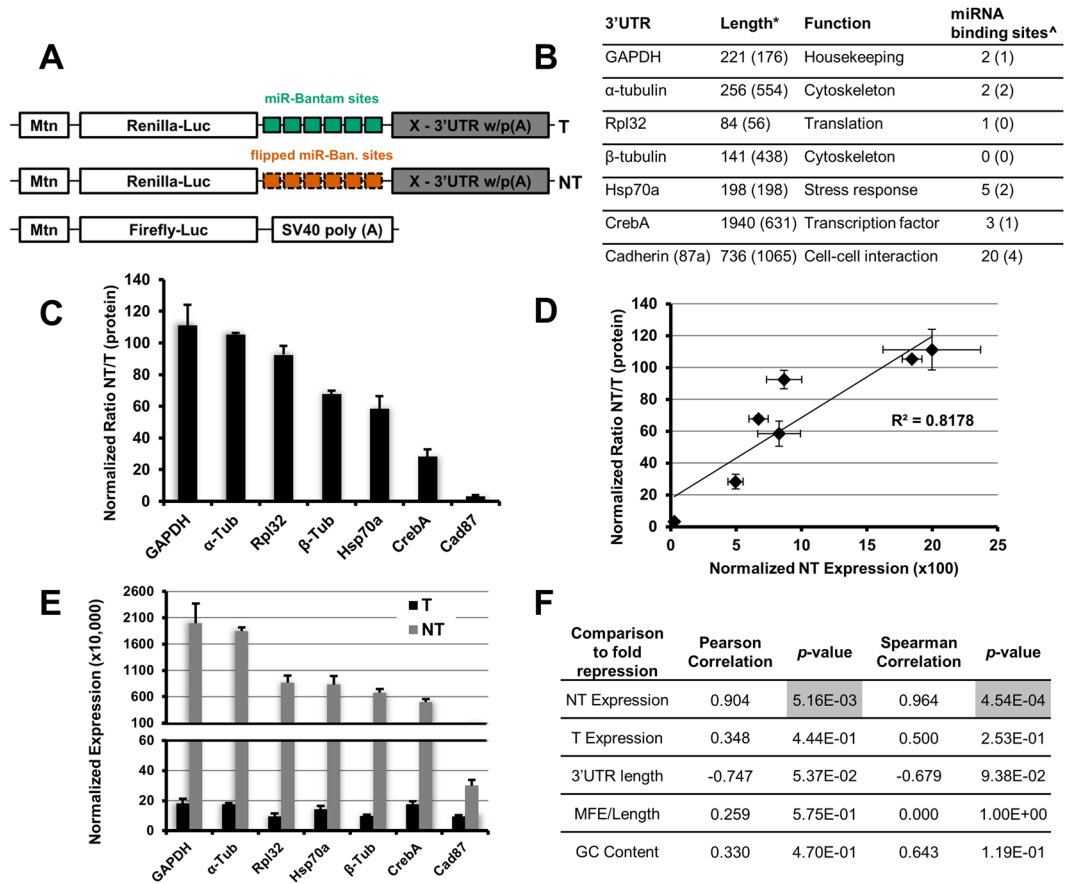 A
miR-Bantam sites
Mtn Renilla-Luc X - 3’UTR w/p(A) T
flipped miR-Ban. sites
Mtn Renilla-Luc X - 3’UTR w/p(A) NT
Mtn Firefly-Luc SV40 poly (A)
B
3’UTR Length* Function miRNA binding sites^
GAPDH 221 (176) Housekeeping 2 (1)
α-tubulin 256 (554) Cytoskeleton 2 (2)
Rpl32 84 (56) Translation 1 (0)
β-tubulin 141 (438) Cytoskeleton 0 (0)
Hsp70a 198 (198) Stress response 5 (2)
CrebA 1940 (631) Transcription factor 3 (1)
Cadherin (87a) 736 (1065) Cell-cell interaction 20 (4)
C
Normalized Ratio NT/T (protein)
140
120
100
80
60
40
20
0
GAPDH α-Tub Rpl32 β-Tub Hsp70a CrebA Cad87
D
Normalized Ratio NT/T (protein)
140
120
100
80
60
40
20
0
R² = 0.8178
0 5 10 15 20 25
Normalized NT Expression (x100)
E
Normalized Expression (x10,000)
2600
2100
1600
1100
600
100
60
40
20
0
T
NT
GAPDH α-Tub Rpl32 Hsp70a β-Tub CrebA Cad87
F
Comparison to fold repression Pearson Correlation p-value Spearman Correlation p-value
NT Expression 0.904 5.16E-03 0.964 4.54E-04
T Expression 0.348 4.44E-01 0.500 2.53E-01
3’UTR length -0.747 5.37E-02 -0.679 9.38E-02
MFE/Length 0.259 5.75E-01 0.000 1.00E+00
GC Content 0.330 4.70E-01 0.643 1.19E-01